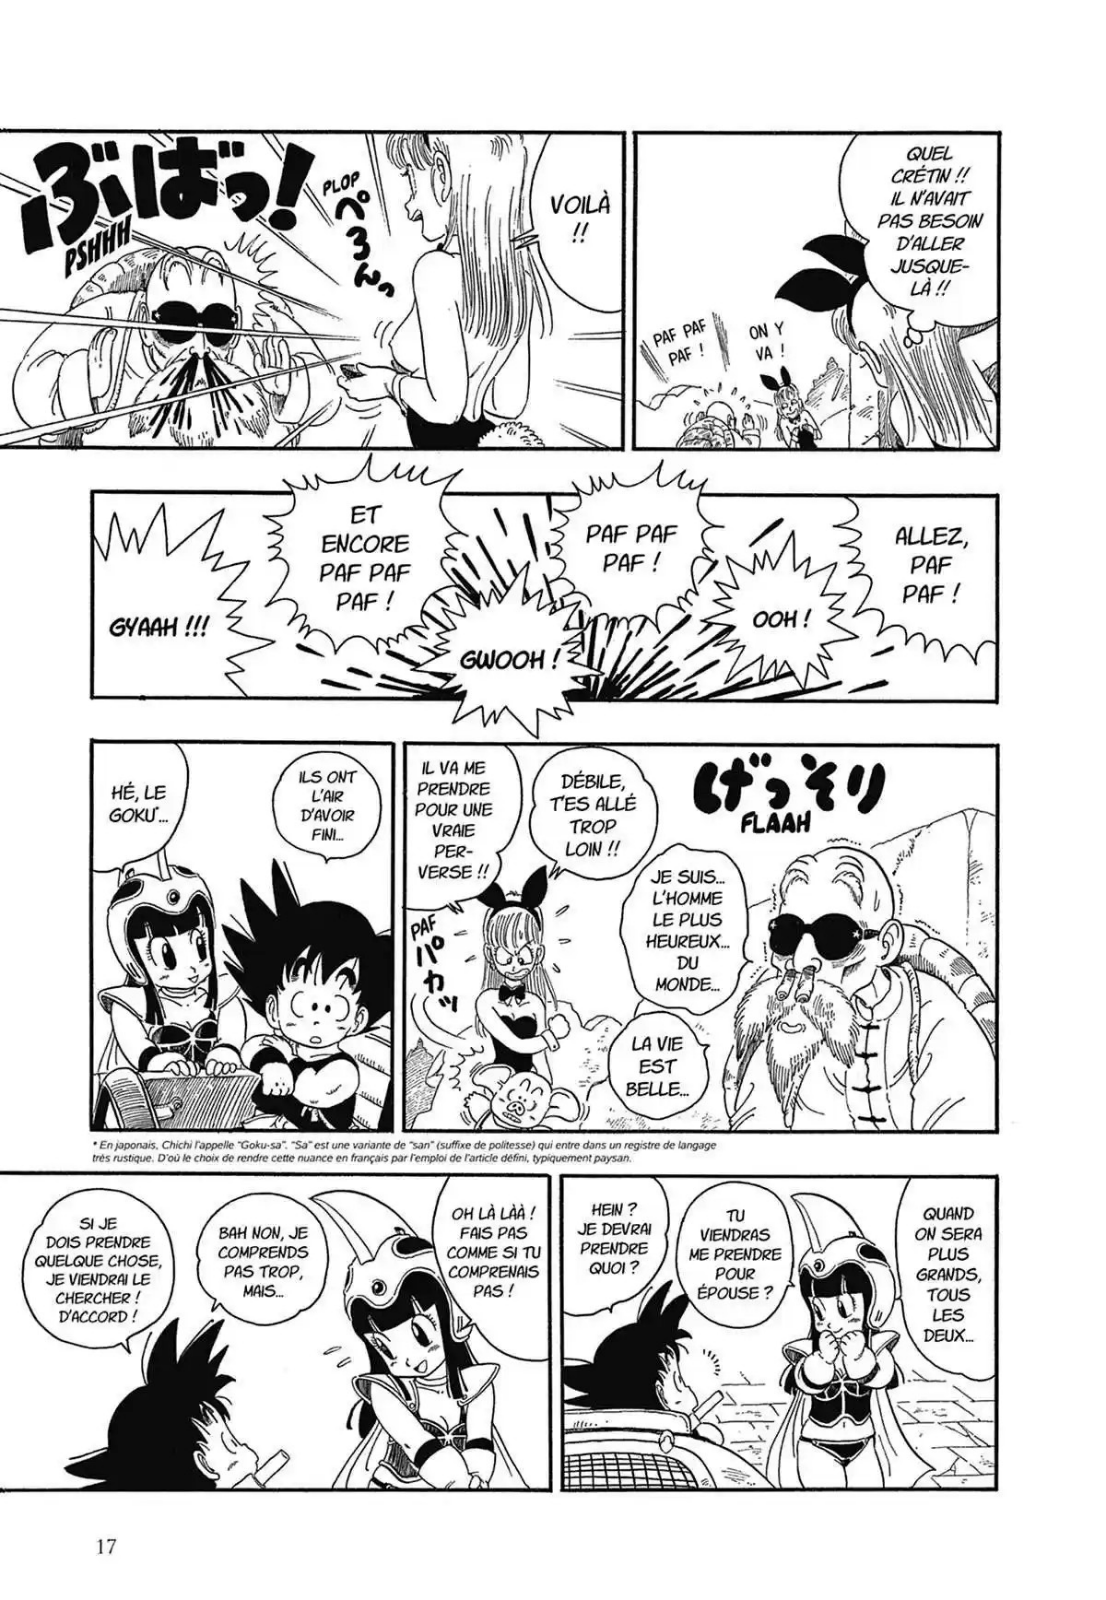 QUEL
CRÉTIN !!
IL N'AVAIT
PAS BESOIN
D'ALLER
JUSQUE-
LÀ !!
ON Y
VA !
PAF PAF
PAF !
VOILÀ
!!
PLOP
ぺろんっ
ぶはっ!
PSHHH
ALLEZ,
PAF
PAF !
OOH !
PAF PAF
PAF !
GWOOH !
ET
ENCORE
PAF PAF
PAF !
GYAAH !!!
げっそり
FLAAH
JE SUIS...
L'HOMME
LE PLUS
HEUREUX
DU
MONDE...
LA VIE
EST
BELLE...
DÉBILE,
T'ES ALLÉ
TROP
LOIN !!
IL VA ME
PRENDRE
POUR UNE
VRAIE
PER-
VERSE !!
PAF
パカッ
ILS ONT
L'AIR
D'AVOIR
FINI...
HÉ, LE
GOKU*...
* En japonais, Chichi l'appelle "Goku-sa". "Sa" est une variante de "san" (suffixe de politesse) qui entre dans un registre de langage
très rustique. D'où le choix de rendre cette nuance en français par l'emploi de l'article défini, typiquement paysan.
QUAND
ON SERA
PLUS
GRANDS,
TOUS
LES
DEUX...
TU
VIENDRAS
ME PRENDRE
POUR
ÉPOUSE ?
HEIN ?
JE DEVRAI
PRENDRE
QUOI ?
OH LÀ LÀÀ !
FAIS PAS
COMME SI TU
COMPRENAIS
PAS !
BAH NON, JE
COMPRENDS
PAS TROP,
MAIS...
SI JE
DOIS PRENDRE
QUELQUE CHOSE,
JE VIENDRAI LE
CHERCHER !
D'ACCORD !
17